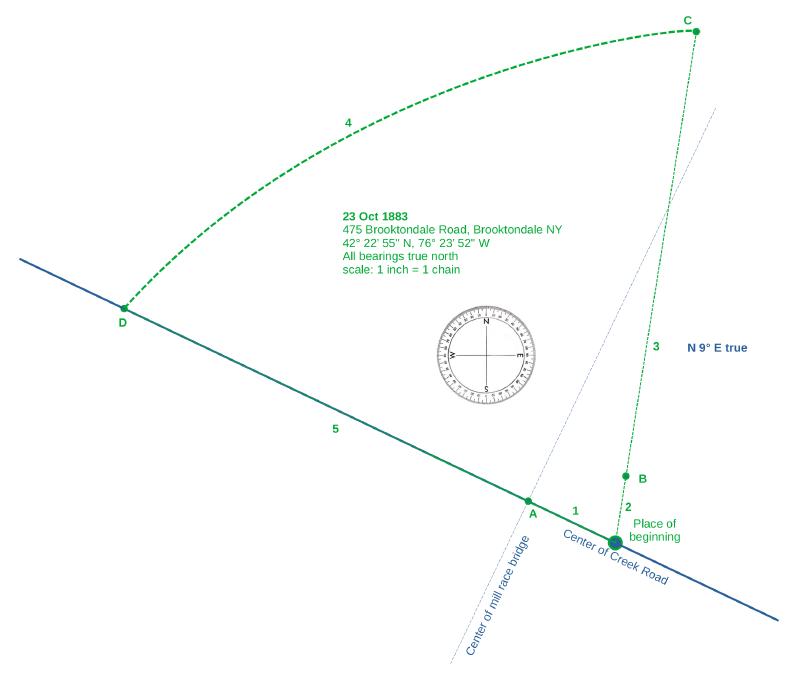 C
4
23 Oct 1883
475 Brooktondale Road, Brooktondale NY
42° 22' 55" N, 76° 23' 52" W
All bearings true north
scale: 1 inch = 1 chain
D
N
W
E
S
3
N 9° E true
5
B
A
1
2
Place of
beginning
Center of Creek Road
Center of mill race bridge